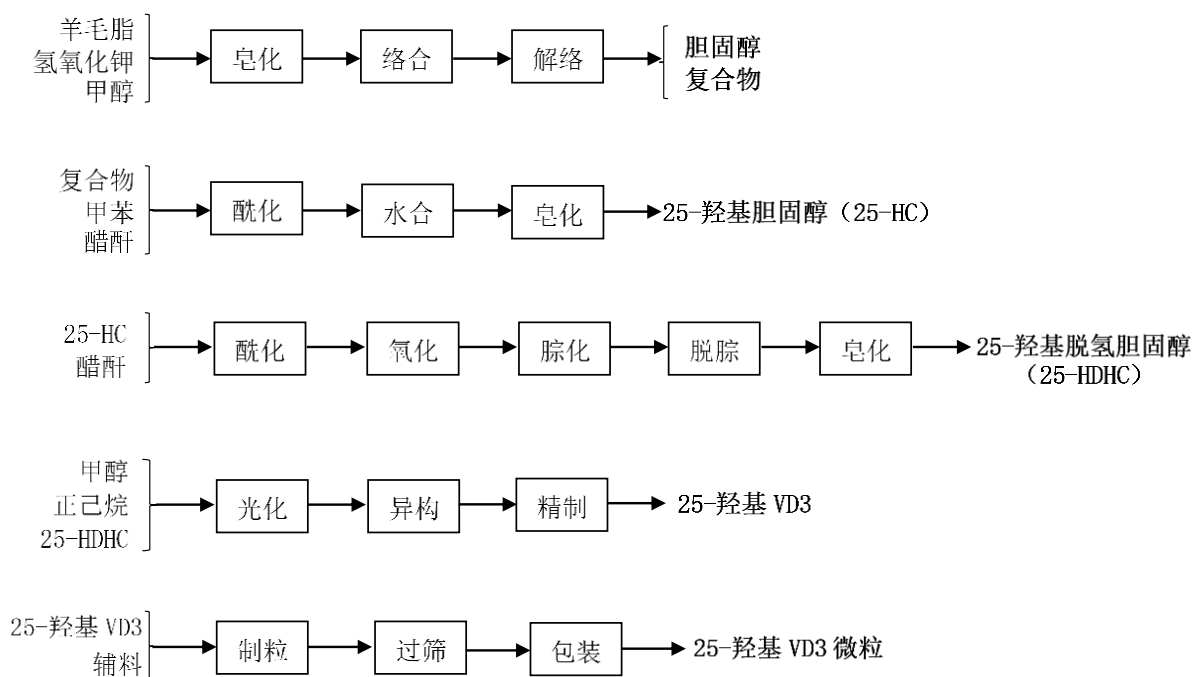 羊毛脂
氢氧化钾
甲醇
皂化
络合
解络
胆固醇
复合物
复合物
甲苯
醋酐
酰化
水合
皂化
25-羟基胆固醇（25-HC）
25-HC
醋酐
酰化
氧化
腙化
脱腙
皂化
25-羟基脱氢胆固醇
（25-HDHC）
甲醇
正己烷
25-HDHC
光化
异构
精制
25-羟基 VD3
25-羟基 VD3
辅料
制粒
过筛
包装
25-羟基 VD3 微粒